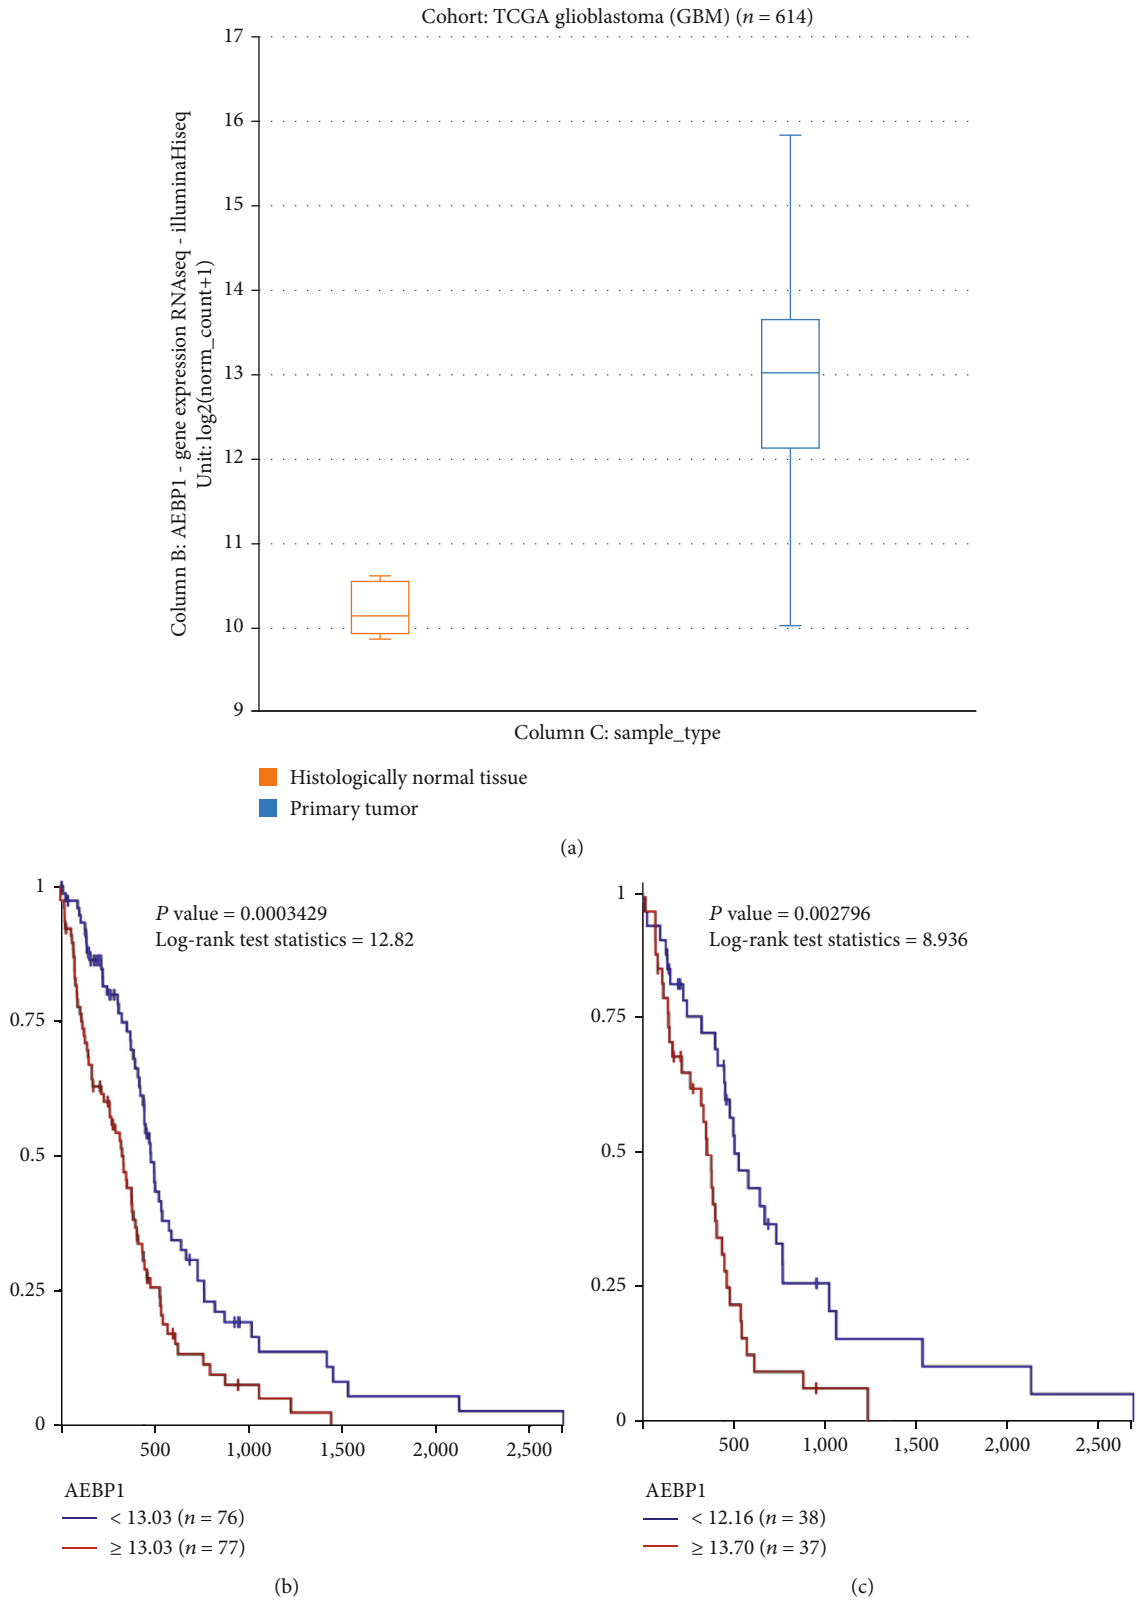 Cohort: TCGA glioblastoma (GBM) (n = 614)
Column B: AEBP1 - gene expression RNAseq - illuminaHiseq
Unit: log2(norm_count+1)
17
16
15
14
13
12
11
10
9
Column C: sample_type
Histologically normal tissue
Primary tumor
(a)
1
0.75
0.5
0.25
0
P value = 0.0003429
Log-rank test statistics = 12.82
500
1,000
1,500
2,000
2,500
AEBP1
< 13.03 (n = 76)
≥ 13.03 (n = 77)
(b)
1
0.75
0.5
0.25
0
P value = 0.002796
Log-rank test statistics = 8.936
500
1,000
1,500
2,000
2,500
AEBP1
< 12.16 (n = 38)
≥ 13.70 (n = 37)
(c)